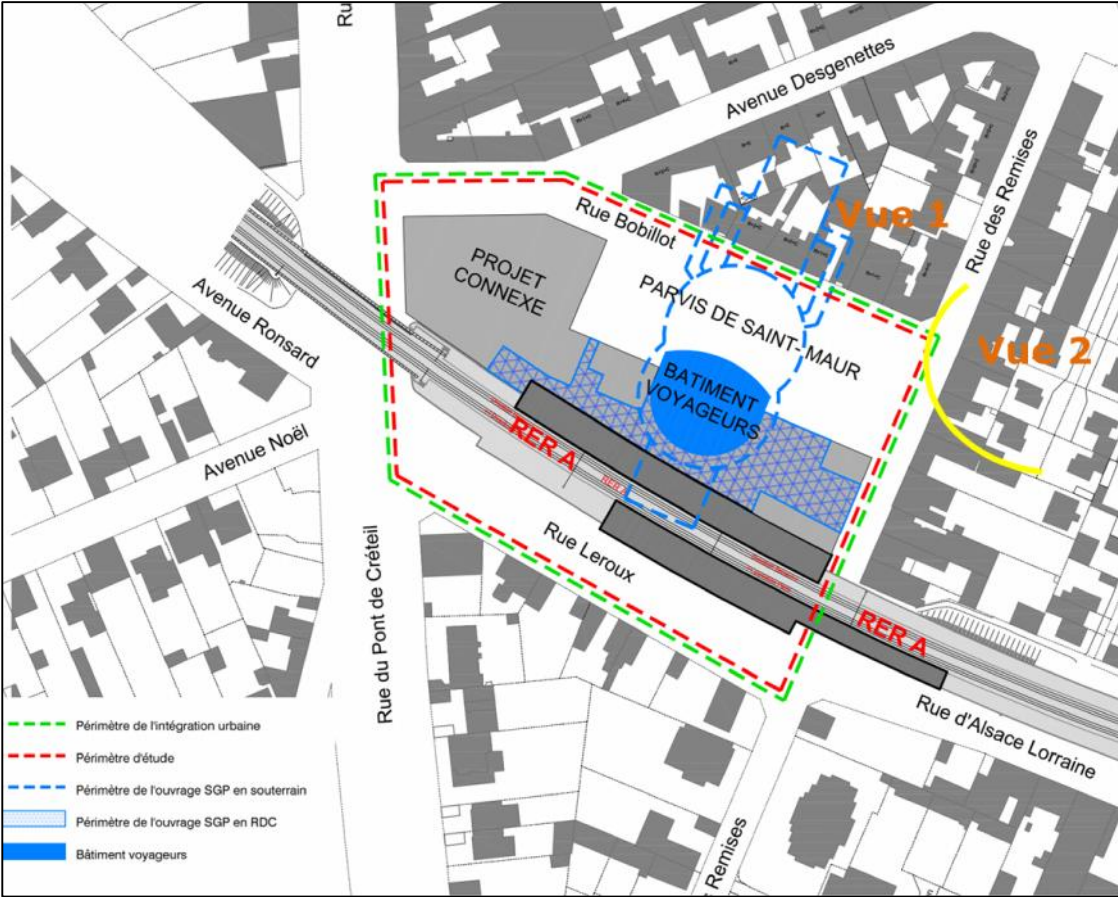 Ru
Avenue Desgenettes
Rue des Remises
Vue 1
Rue Bobillot
PROJET
CONNEXE
PARVIS DE SAINT-MAUR
Vue 2
Avenue Ronsard
BATIMENT
VOYAGEURS
Avenue Noël
RER A
RER A
Rue Leroux
RER A
Rue du Pont de Créteil
Rue d'Alsace Lorraine
Remises
Périmètre de l'intégration urbaine
Périmètre d'étude
Périmètre de l'ouvrage SGP en souterrain
Périmètre de l'ouvrage SGP en RDC
Bâtiment voyageurs